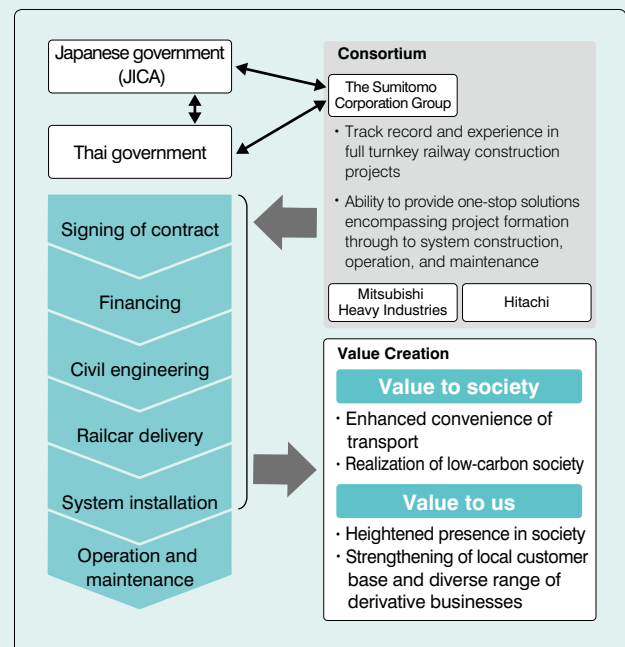 Japanese government
(JICA)
Thai government
Signing of contract
Financing
Civil engineering
Railcar delivery
System installation
Operation and
maintenance
Consortium
The Sumitomo
Corporation Group
・Track record and experience in
full turnkey railway construction
projects
・Ability to provide one-stop solutions
encompassing project formation
through to system construction,
operation, and maintenance
Mitsubishi
Heavy Industries
Hitachi
Value Creation
Value to society
・Enhanced convenience of
transport
・Realization of low-carbon society
Value to us
・Heightened presence in society
・Strengthening of local customer
base and diverse range of
derivative businesses